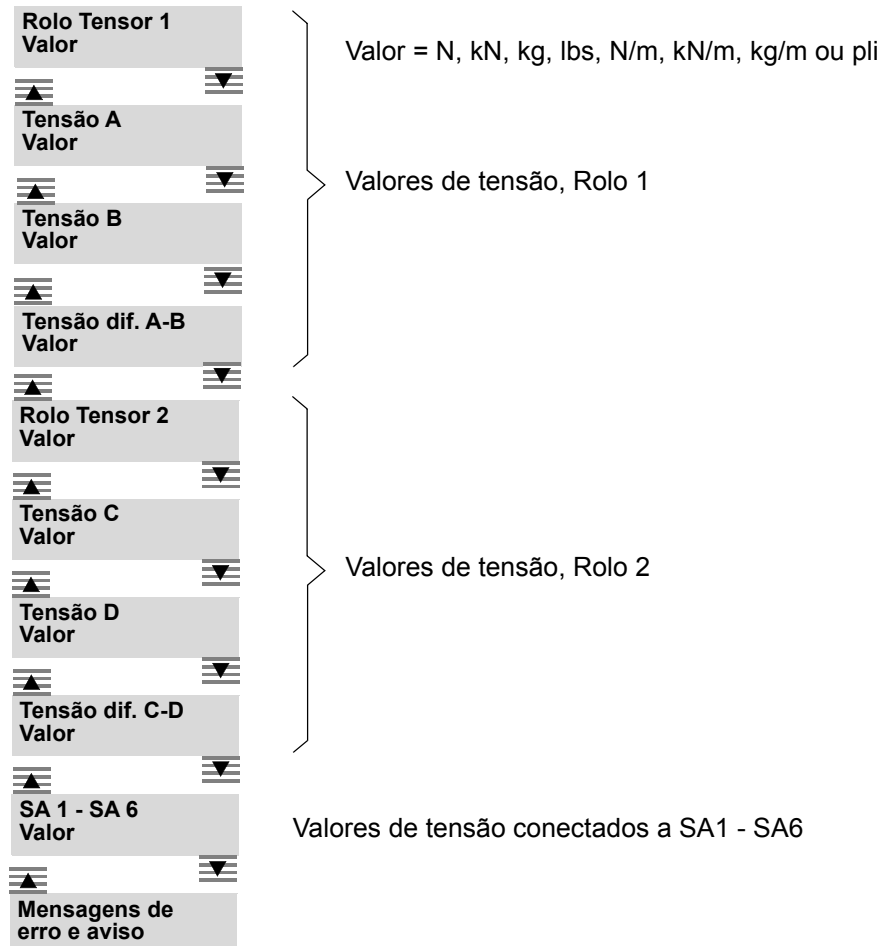 Rolo Tensor 1
Valor
Valor = N, kN, kg, lbs, N/m, kN/m, kg/m ou pli
Tensão A
Valor
Valores de tensão, Rolo 1
Tensão B
Valor
Tensão dif. A-B
Valor
Rolo Tensor 2
Valor
Tensão C
Valor
Valores de tensão, Rolo 2
Tensão D
Valor
Tensão dif. C-D
Valor
SA 1 - SA 6
Valor
Valores de tensão conectados a SA1 - SA6
Mensagens de
erro e aviso